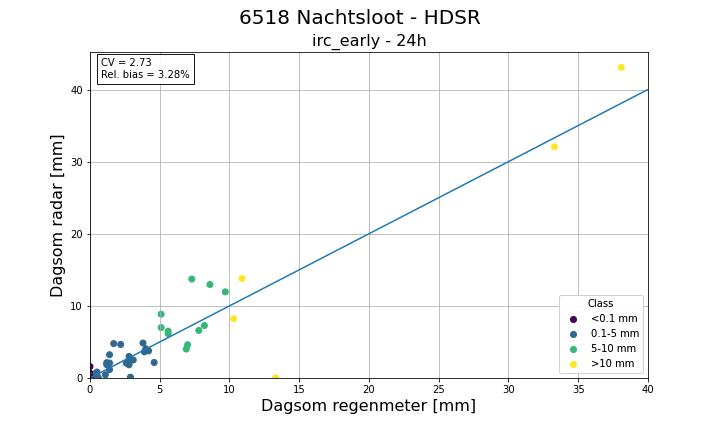 6518 Nachtsloot - HDSR
irc_early - 24h
CV = 2.73
Rel. bias = 3.28%
Dagsom radar [mm]
40
30
20
10
0
0 5 10 15 20 25 30 35 40
Dagsom regenmeter [mm]
Class
<0.1 mm
0.1-5 mm
5-10 mm
>10 mm